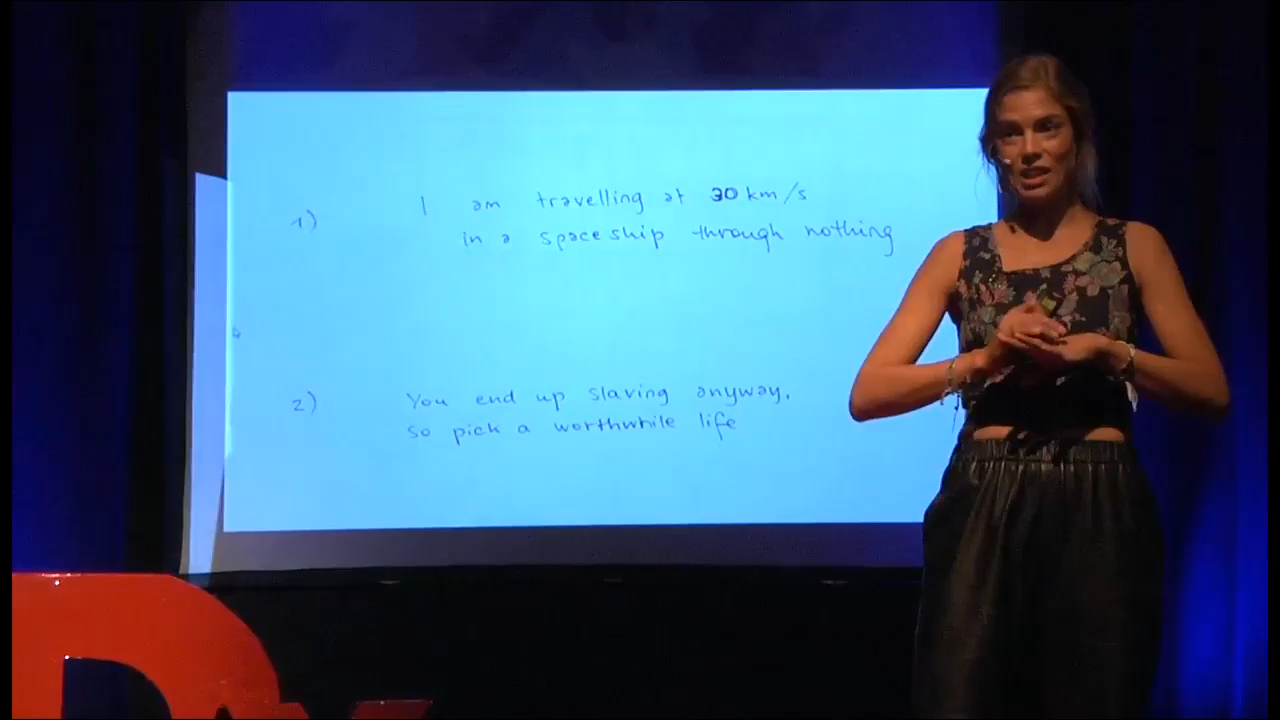 1) I am travelling at 30 km/s
in a spaceship through nothing
2) You end up slaving anyway,
so pick a worthwhile life
Dx